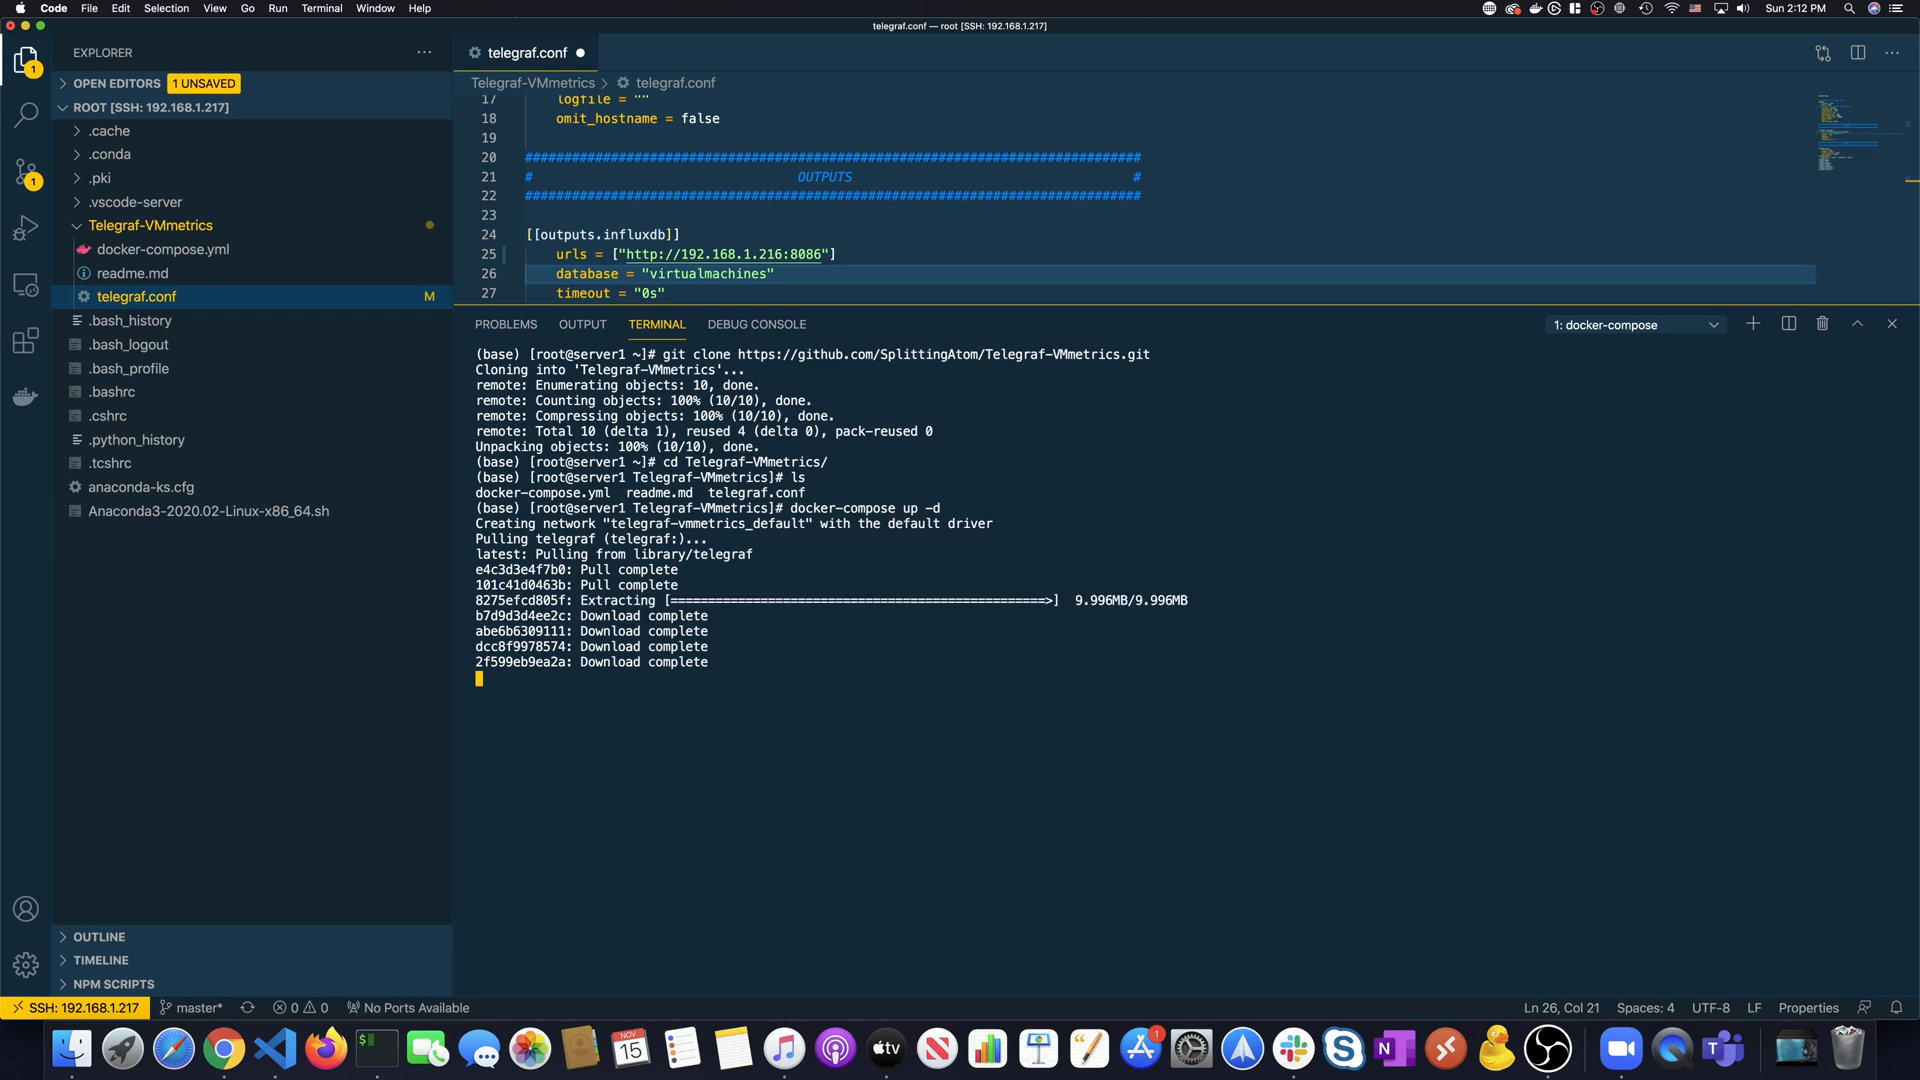 Code File Edit Selection View Go Run Terminal Window Help
Sun 2:12 PM
telegraf.conf — root [SSH: 192.168.1.217]
EXPLORER
OPEN EDITORS 1 UNSAVED
ROOT [SSH: 192.168.1.217]
.cache
.conda
.pki
.vscode-server
Telegraf-VMmetrics
docker-compose.yml
readme.md
telegraf.conf M
.bash_history
.bash_logout
.bash_profile
.bashrc
.cshrc
.python_history
.tcshrc
anaconda-ks.cfg
Anaconda3-2020.02-Linux-x86_64.sh
OUTLINE
TIMELINE
NPM SCRIPTS
1
1
telegraf.conf
Telegraf-VMmetrics > telegraf.conf
17 logfile = ""
18 omit_hostname = false
19
20 ###############################################################################
21 # OUTPUTS #
22 ###############################################################################
23
24 [[outputs.influxdb]]
25 urls = ["http://192.168.1.216:8086"]
26 database = "virtualmachines"
27 timeout = "0s"
PROBLEMS OUTPUT TERMINAL DEBUG CONSOLE 1: docker-compose
(base) [root@server1 ~]# git clone https://github.com/SplittingAtom/Telegraf-VMmetrics.git
Cloning into 'Telegraf-VMmetrics'...
remote: Enumerating objects: 10, done.
remote: Counting objects: 100% (10/10), done.
remote: Compressing objects: 100% (10/10), done.
remote: Total 10 (delta 1), reused 4 (delta 0), pack-reused 0
Unpacking objects: 100% (10/10), done.
(base) [root@server1 ~]# cd Telegraf-VMmetrics/
(base) [root@server1 Telegraf-VMmetrics]# ls
docker-compose.yml readme.md telegraf.conf
(base) [root@server1 Telegraf-VMmetrics]# docker-compose up -d
Creating network "telegraf-vmmetrics_default" with the default driver
Pulling telegraf (telegraf:)...
latest: Pulling from library/telegraf
e4c3d3e4f7b0: Pull complete
101c41d0463b: Pull complete
8275efcd805f: Extracting [==================================================>] 9.996MB/9.996MB
b7d9d3d4ee2c: Download complete
abe6b6309111: Download complete
dcc8f9978574: Download complete
2f599eb9ea2a: Download complete
SSH: 192.168.1.217 master* 0 0 No Ports Available
Ln 26, Col 21 Spaces: 4 UTF-8 LF Properties
$
NOV
15
tv
1
S
N
T